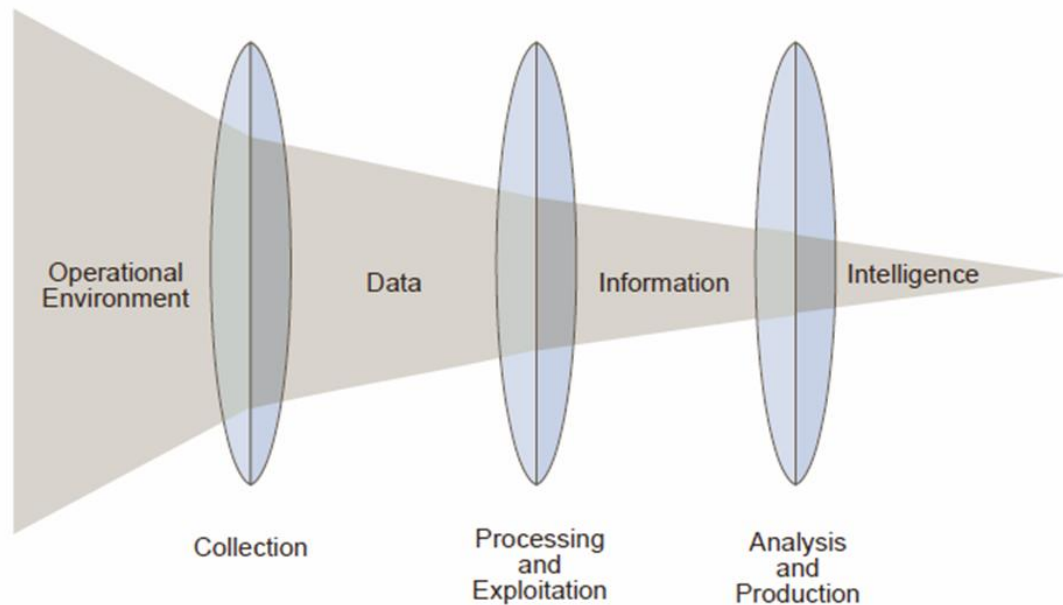 Operational
Environment
Data
Information
Intelligence
Collection
Processing
and
Exploitation
Analysis
and
Production